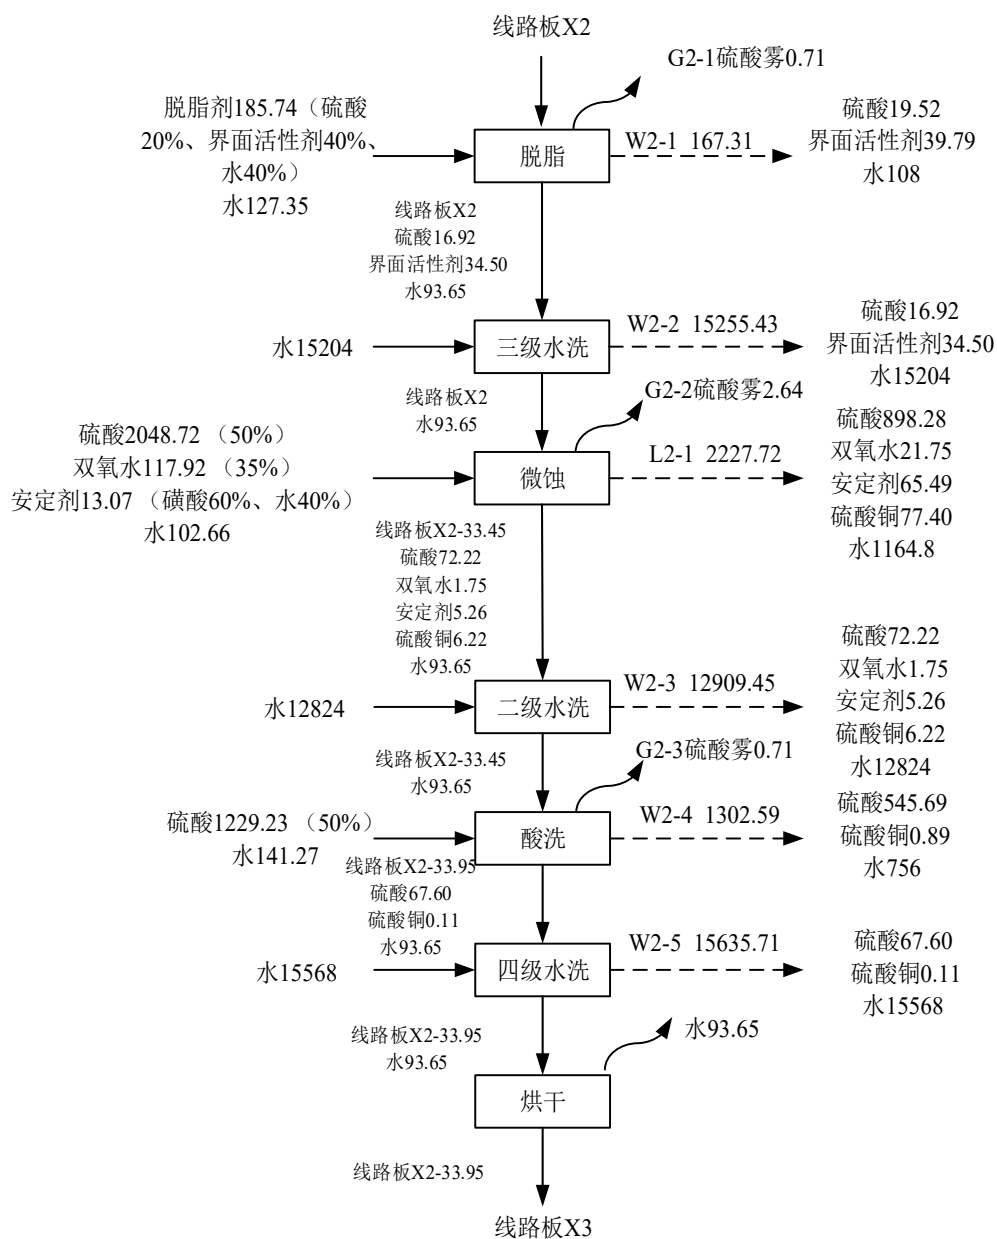 线路板X2
G2-1硫酸雾0.71
脱脂剂185.74（硫酸
20%、界面活性剂40%、
水40%）
水127.35
脱脂
W2-1 167.31
硫酸19.52
界面活性剂39.79
水108
线路板X2
硫酸16.92
界面活性剂34.50
水93.65
水15204
三级水洗
W2-2 15255.43
硫酸16.92
界面活性剂34.50
水15204
线路板X2
水93.65
G2-2硫酸雾2.64
硫酸2048.72 （50%）
双氧水117.92（35%）
安定剂13.07（磺酸60%、水40%）
水102.66
微蚀
L2-1 2227.72
硫酸898.28
双氧水21.75
安定剂65.49
硫酸铜77.40
水1164.8
线路板X2-33.45
硫酸72.22
双氧水1.75
安定剂5.26
硫酸铜6.22
水93.65
水12824
二级水洗
W2-3 12909.45
硫酸72.22
双氧水1.75
安定剂5.26
硫酸铜6.22
水12824
线路板X2-33.45
水93.65
G2-3硫酸雾0.71
硫酸1229.23 （50%）
水141.27
酸洗
W2-4 1302.59
硫酸545.69
硫酸铜0.89
水756
线路板X2-33.95
硫酸67.60
硫酸铜0.11
水93.65
水15568
四级水洗
W2-5 15635.71
硫酸67.60
硫酸铜0.11
水15568
线路板X2-33.95
水93.65
水93.65
烘干
线路板X2-33.95
线路板X3